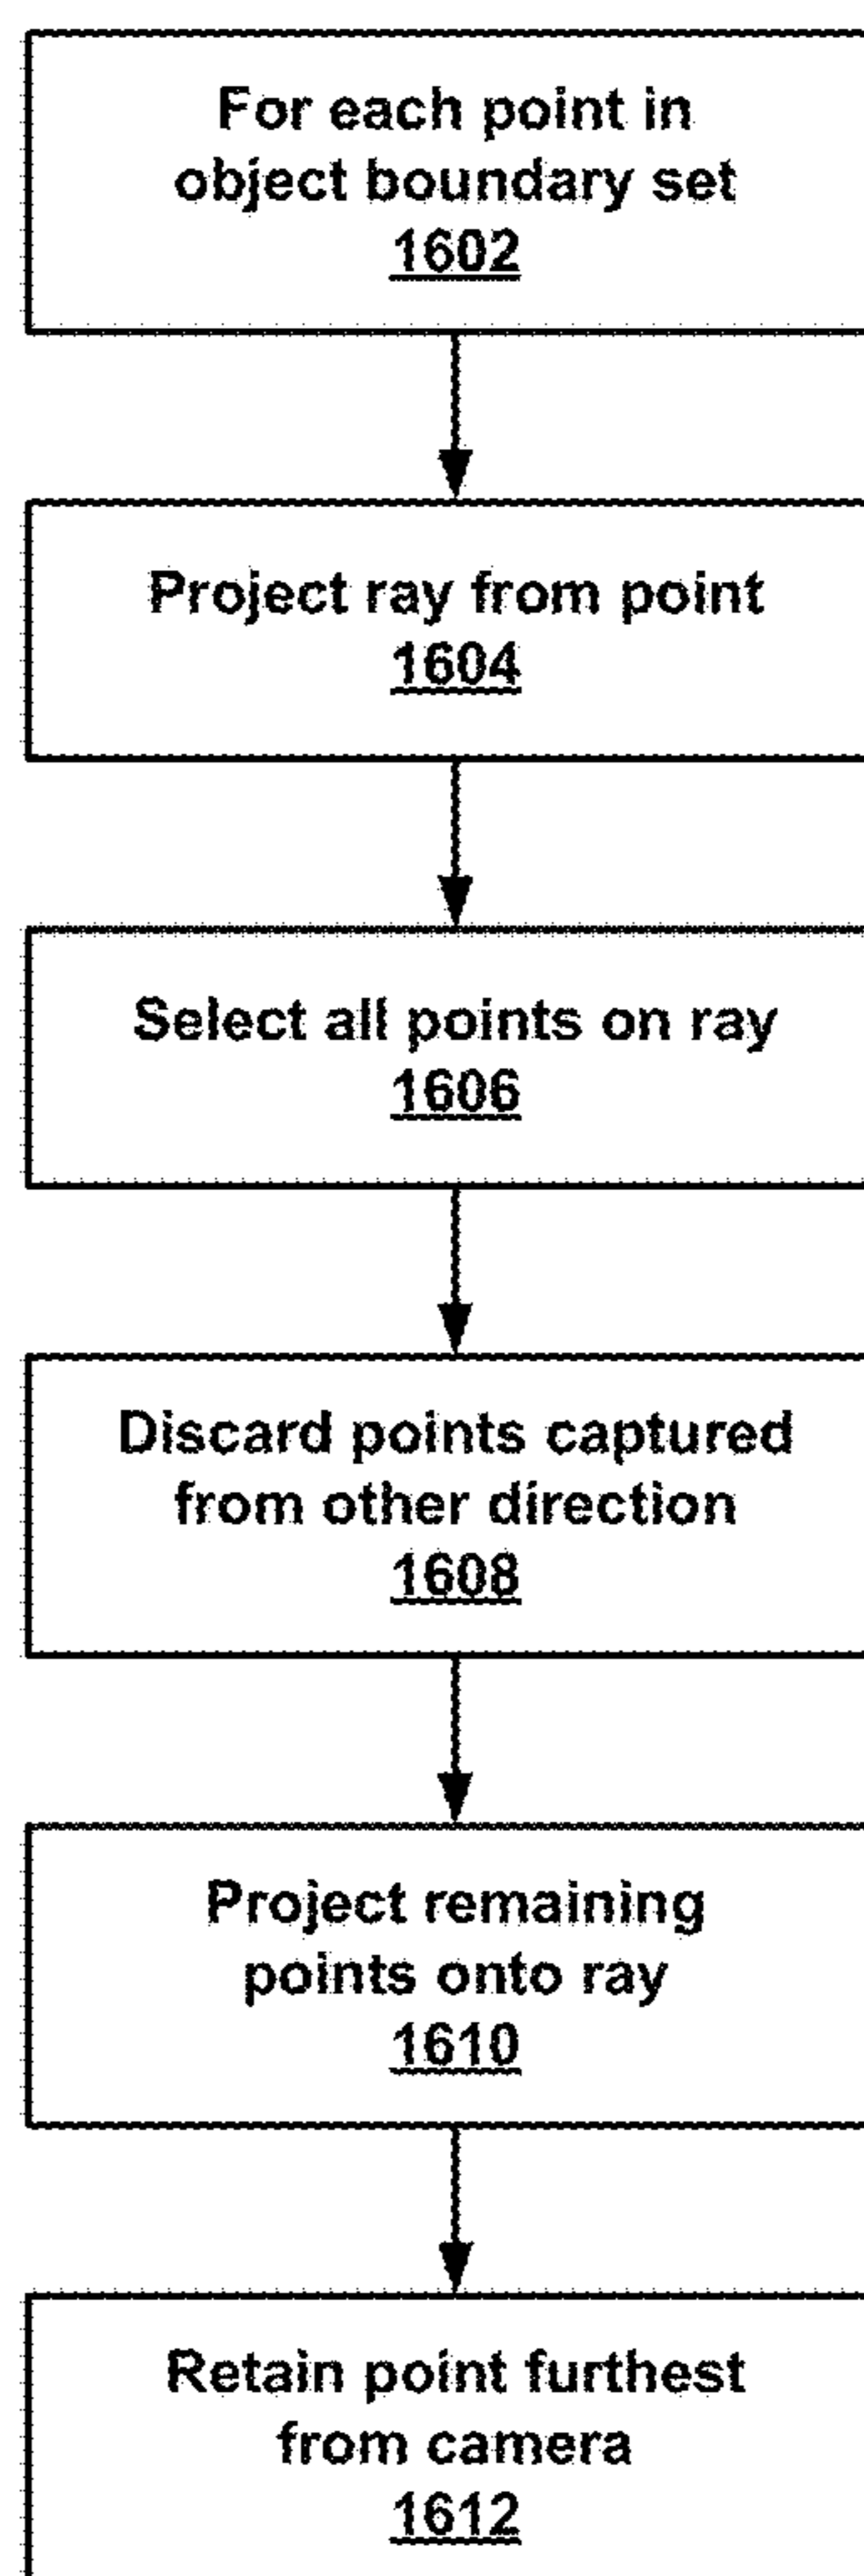 For each point in
object boundary set
1602
Project ray from point
1604
Select all points on ray
1606
Discard points captured
from other direction
1608
Project remaining
points onto ray
1610
Retain point furthest
from camera
1612